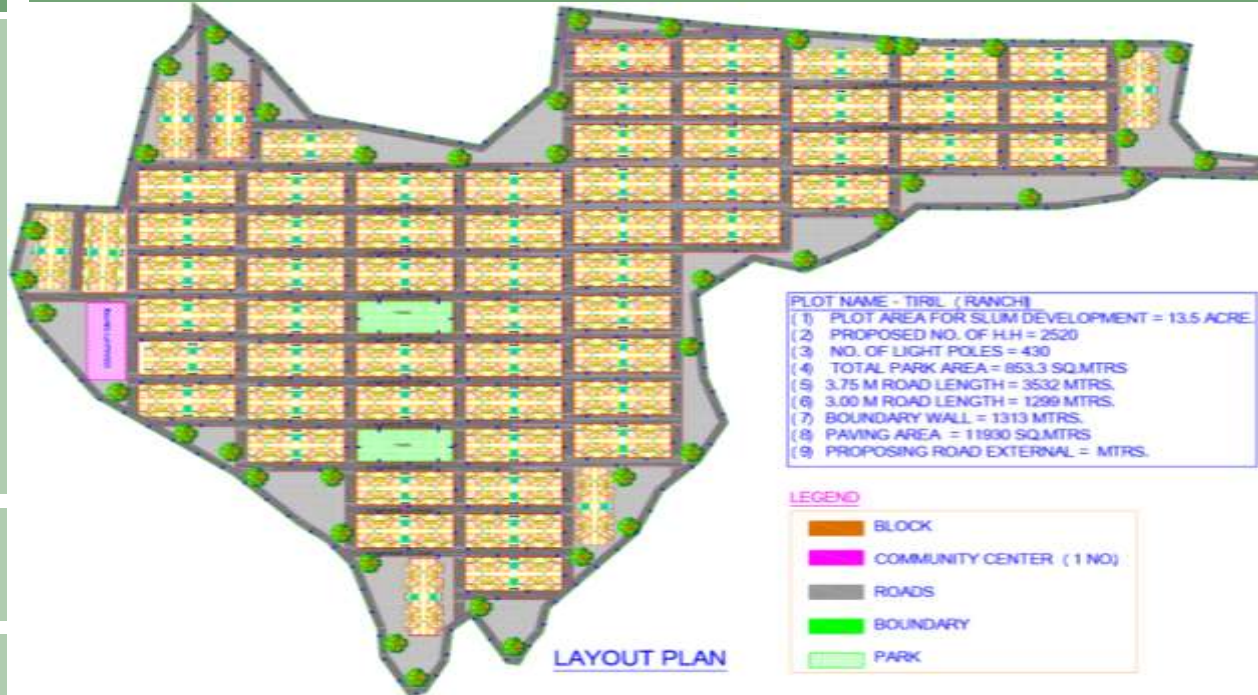 PLOT NAME - TIRIL ( RANCHI)
(1) PLOT AREA FOR SLUM DEVELOPMENT = 13.5 ACRE.
(2) PROPOSED NO. OF H.H = 2520
(3) NO. OF LIGHT POLES = 430
(4) TOTAL PARK AREA = 853.3 SQ.MTRS
(5) 3.75 M ROAD LENGTH = 3532 MTRS.
(6) 3.00 M ROAD LENGTH = 1299 MTRS.
(7) BOUNDARY WALL = 1313 MTRS.
(8) PAVING AREA = 11930 SQ.MTRS
(9) PROPOSING ROAD EXTERNAL = MTRS.
LEGEND
BLOCK
COMMUNITY CENTER ( 1 NO)
ROADS
BOUNDARY
PARK
LAYOUT PLAN